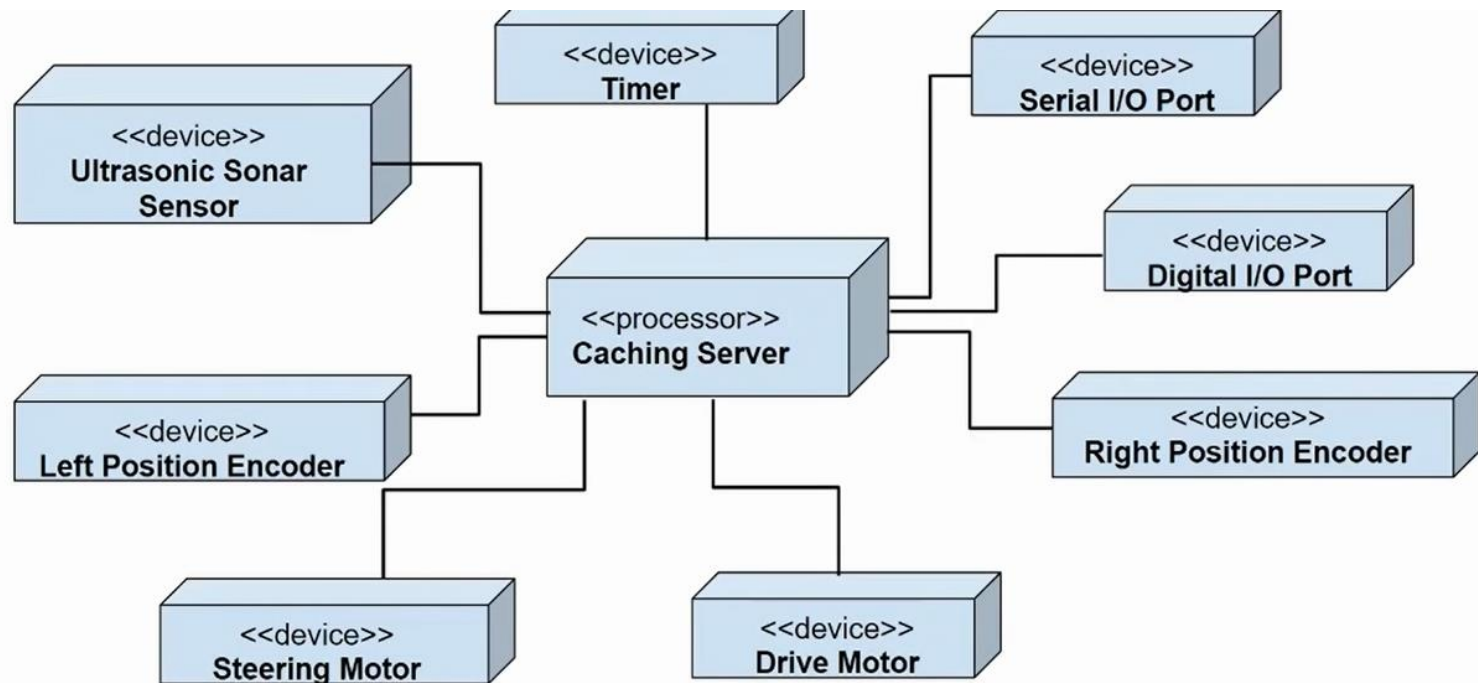 <<device>>
Timer
<<device>>
Serial I/O Port
<<device>>
Ultrasonic Sonar
Sensor
<<device>>
Digital I/O Port
<<processor>>
Caching Server
<<device>>
Left Position Encoder
<<device>>
Right Position Encoder
<<device>>
Steering Motor
<<device>>
Drive Motor